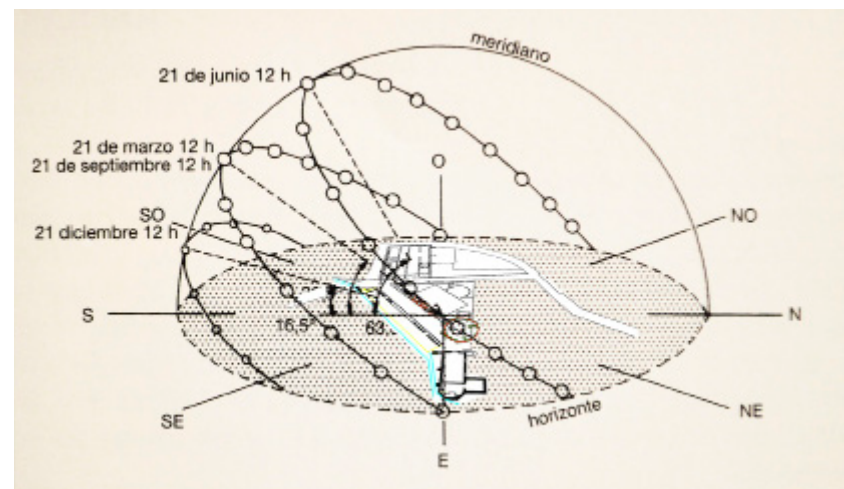 meridiano
21 de junio 12 h
21 de marzo 12 h
21 de septiembre 12 h
O
SO
NO
21 diciembre 12 h
S
16,5°
63.
N
SE
horizonte
NE
E